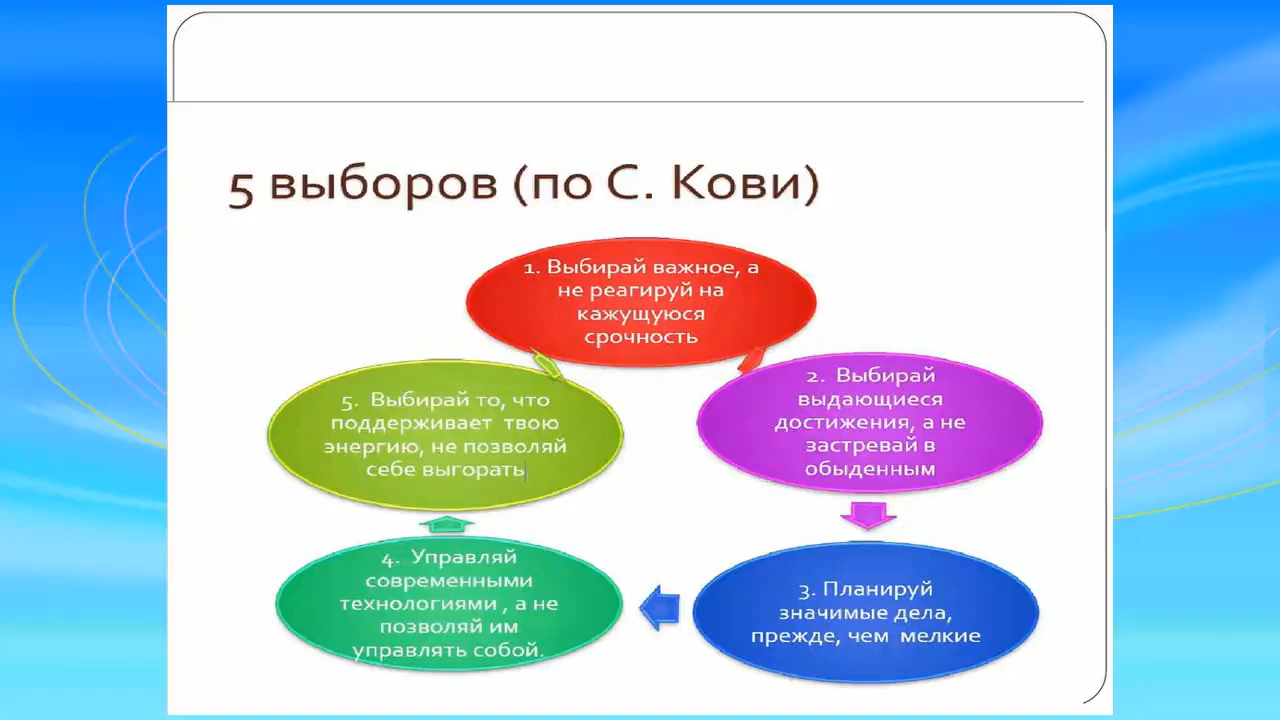 5 выборов (по С. Кови)
1. Выбирай важное, а
не реагируй на
кажущуюся
срочность
2. Выбирай
выдающиеся
достижения, а не
застревай в
обыденным
3. Планируй
значимые дела,
прежде, чем мелкие
4. Управляй
современными
технологиями , а не
позволяй им
управлять собой.
5. Выбирай то, что
поддерживает твою
энергию, не позволяй
себе выгорать